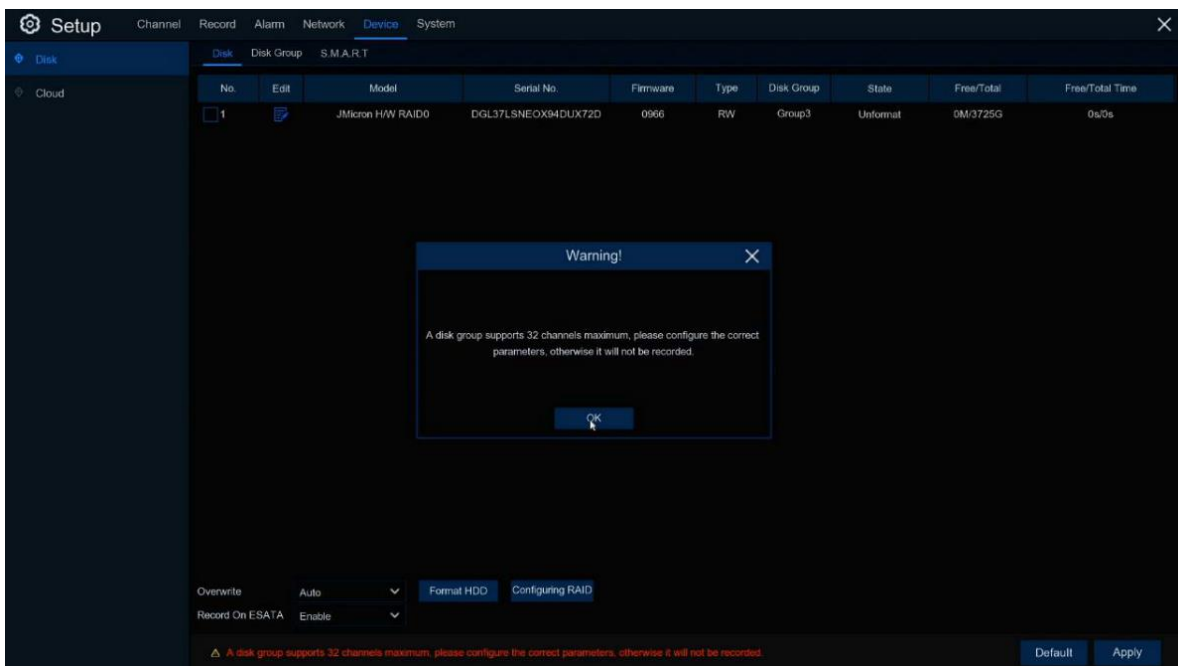 Setup Channel Record Alarm Network Device System
Disk Disk Disk Group S.M.A.R.T
Cloud No. Edit Model Serial No. Firmware Type Disk Group State Free/Total Free/Total Time
1 JMicron H/W RAID0 DGL37LSNEOX94DUX72D 0966 RW Group3 Unformat 0M/3725G 0s/0s
Warning!
A disk group supports 32 channels maximum, please configure the correct
parameters, otherwise it will not be recorded.
OK
Overwrite Auto Format HDD Configuring RAID
Record On ESATA Enable
A disk group supports 32 channels maximum, please configure the correct parameters, otherwise it will not be recorded.
Default Apply